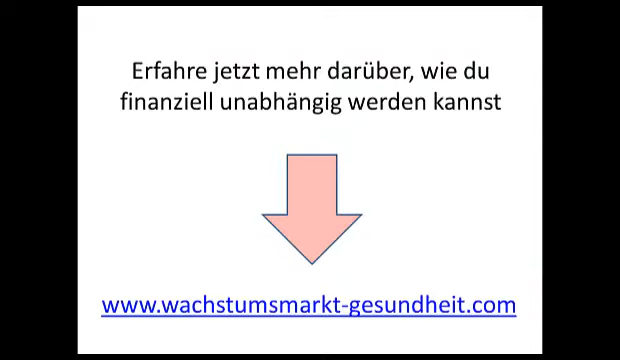 Erfahre jetzt mehr darüber, wie du
finanziell unabhängig werden kannst
www.wachstumsmarkt-gesundheit.com